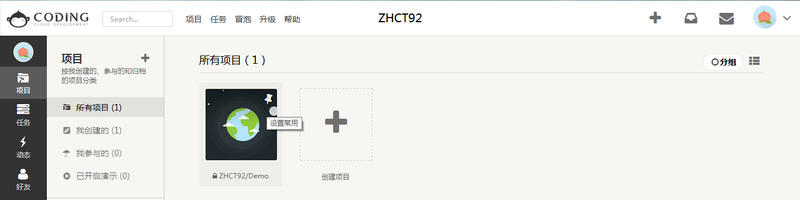 CODING
CLOUD DEVELOPMENT
Search...
项目 任务 冒泡 升级 帮助
ZHCT92
项目
任务
动态
好友
项目
按我创建的、参与的和归档
的项目分类
所有项目 (1)
我创建的 (1)
我参与的 (0)
已开启演示 (0)
所有项目（1）
分组
设置常用
ZHCT92/Demo
创建项目